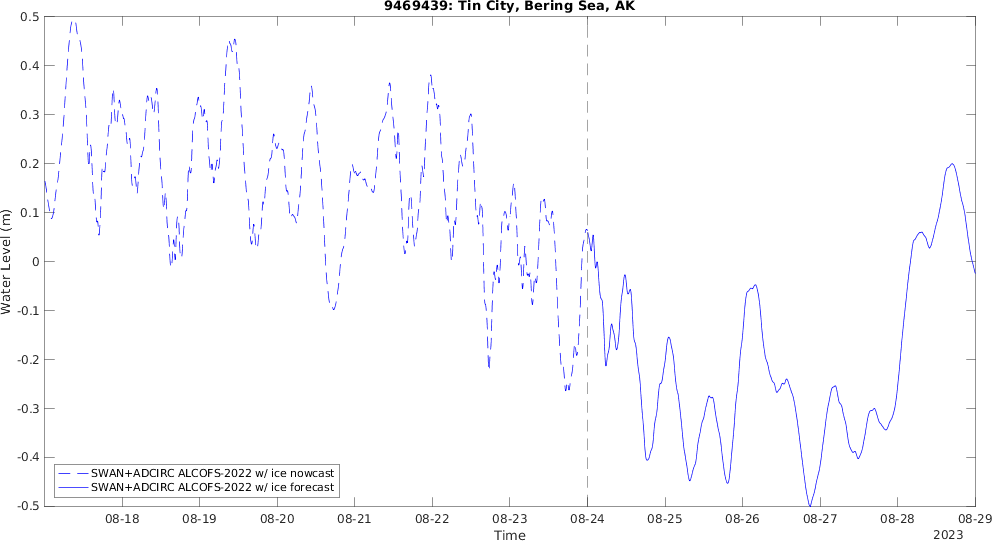 9469439: Tin City, Bering Sea, AK
0.5
0.4
0.3
0.2
0.1
0
-0.1
-0.2
-0.3
-0.4
-0.5
Water Level (m)
SWAN+ADCIRC ALCOFS-2022 w/ ice nowcast
SWAN+ADCIRC ALCOFS-2022 w/ ice forecast
08-18 08-19 08-20 08-21 08-22 08-23 08-24 08-25 08-26 08-27 08-28 08-29
Time
2023